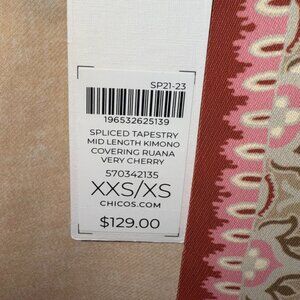 SP21-23
196532625139
SPLICED TAPESTRY
MID LENGTH KIMONO
COVERING RUANA
VERY CHERRY
570342135
XXS/XS
CHICOS.COM
$129.00